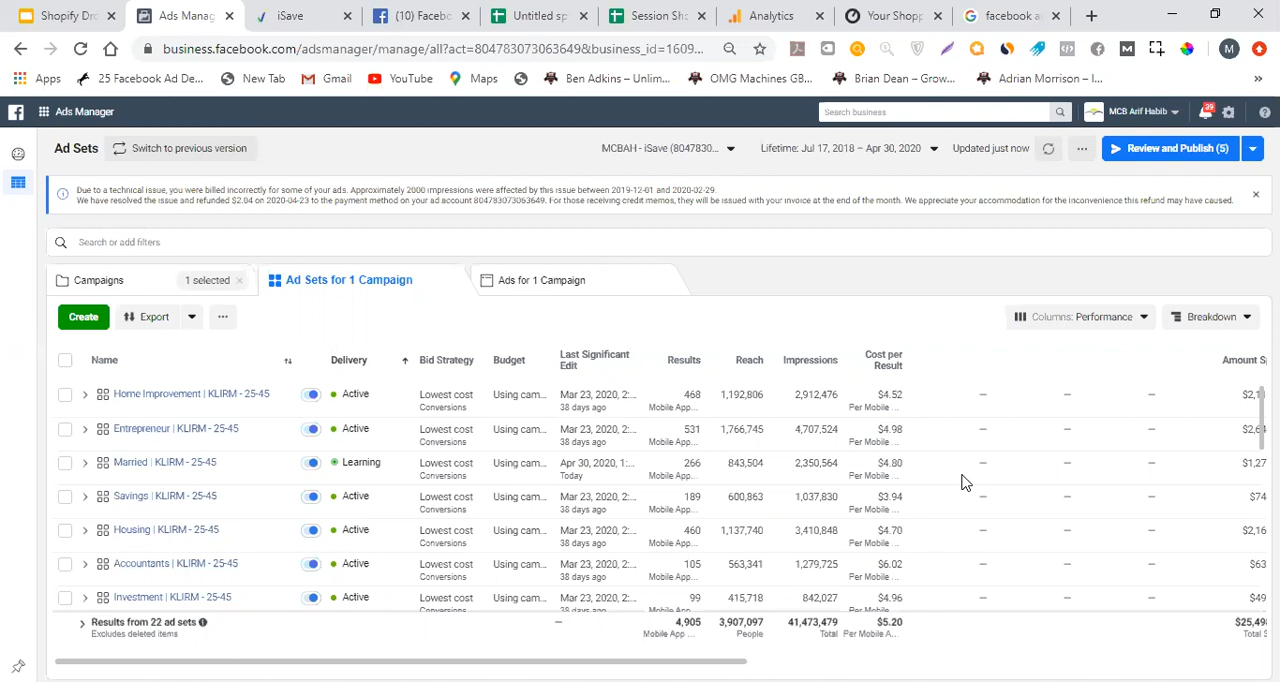 Shopify Dro
Ads Manag
iSave
(10) Facebo
Untitled sp
Session Sho
Analytics
Your Shopp
facebook a
business.facebook.com/adsmanager/manage/all?act=804783073063649&business_id=1609...
M
Apps
25 Facebook Ad De...
New Tab
Gmail
YouTube
Maps
Ben Adkins – Unlim...
OMG Machines GB...
Brian Dean – Grow...
Adrian Morrison – I...
»
Ads Manager
Search business
MCB Arif Habib
39
Ad Sets
Switch to previous version
MCBAH - iSave (8047830...
Lifetime: Jul 17, 2018 – Apr 30, 2020
Updated just now
Review and Publish (5)
Due to a technical issue, you were billed incorrectly for some of your ads. Approximately 2000 impressions were affected by this issue between 2019-12-01 and 2020-02-29.
We have resolved the issue and refunded $2.04 on 2020-04-23 to the payment method on your ad account 804783073063649. For those receiving credit memos, they will be issued with your invoice at the end of the month. We appreciate your accommodation for the inconvenience this refund may have caused.
Search or add filters
Campaigns
1 selected
Ad Sets for 1 Campaign
Ads for 1 Campaign
Create
Export
Columns: Performance
Breakdown
Name
Delivery
Bid Strategy
Budget
Last Significant
Edit
Results
Reach
Impressions
Cost per
Result
Amount S
Home Improvement | KLIRM - 25-45
Active
Lowest cost
Conversions
Using cam...
Mar 23, 2020, 2:...
38 days ago
468
Mobile App...
1,192,806
2,912,476
$4.52
Per Mobile ...
—
—
—
$2,1
Entrepreneur | KLIRM - 25-45
Active
Lowest cost
Conversions
Using cam...
Mar 23, 2020, 2:...
38 days ago
531
Mobile App...
1,766,745
4,707,524
$4.98
Per Mobile ...
—
—
—
$2,6
Married | KLIRM - 25-45
Learning
Lowest cost
Conversions
Using cam...
Apr 30, 2020, 1:...
Today
266
Mobile App...
843,504
2,350,564
$4.80
Per Mobile ...
—
—
—
$1,27
Savings | KLIRM - 25-45
Active
Lowest cost
Conversions
Using cam...
Mar 23, 2020, 2:...
38 days ago
189
Mobile App...
600,863
1,037,830
$3.94
Per Mobile ...
—
—
—
$74
Housing | KLIRM - 25-45
Active
Lowest cost
Conversions
Using cam...
Mar 23, 2020, 2:...
38 days ago
460
Mobile App...
1,137,740
3,410,848
$4.70
Per Mobile ...
—
—
—
$2,16
Accountants | KLIRM - 25-45
Active
Lowest cost
Conversions
Using cam...
Mar 23, 2020, 2:...
38 days ago
105
Mobile App...
563,341
1,279,725
$6.02
Per Mobile ...
—
—
—
$63
Investment | KLIRM - 25-45
Active
Lowest cost
Conversions
Using cam...
Mar 23, 2020, 2:...
38 days ago
99
Mobile App...
415,718
842,027
$4.96
Per Mobile ...
—
—
—
$49
Results from 22 ad sets
Excludes deleted items
—
4,905
Mobile App ...
3,907,097
People
41,473,479
Total
$5.20
Per Mobile A...
$25,498
Total S